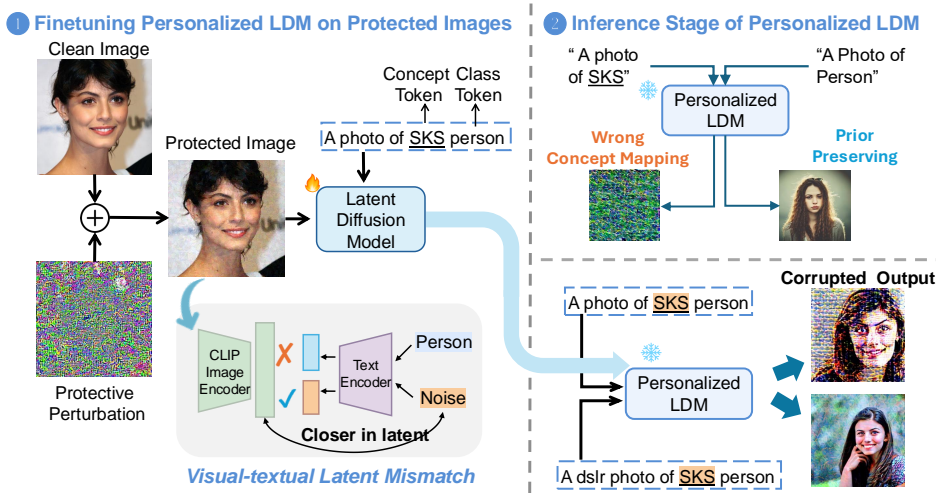 1 Finetuning Personalized LDM on Protected Images
Clean Image
Concept Class
Token Token
A photo of SKS person
Protected Image
Latent
Diffusion
Model
Protective
Perturbation
CLIP
Image
Encoder
Text
Encoder
Person
Noise
Closer in latent
Visual-textual Latent Mismatch
2 Inference Stage of Personalized LDM
“ A photo
of SKS”
“A Photo of
Person”
Personalized
LDM
Wrong
Concept Mapping
Prior
Preserving
Corrupted Output
A photo of SKS person
Personalized
LDM
A dslr photo of SKS person